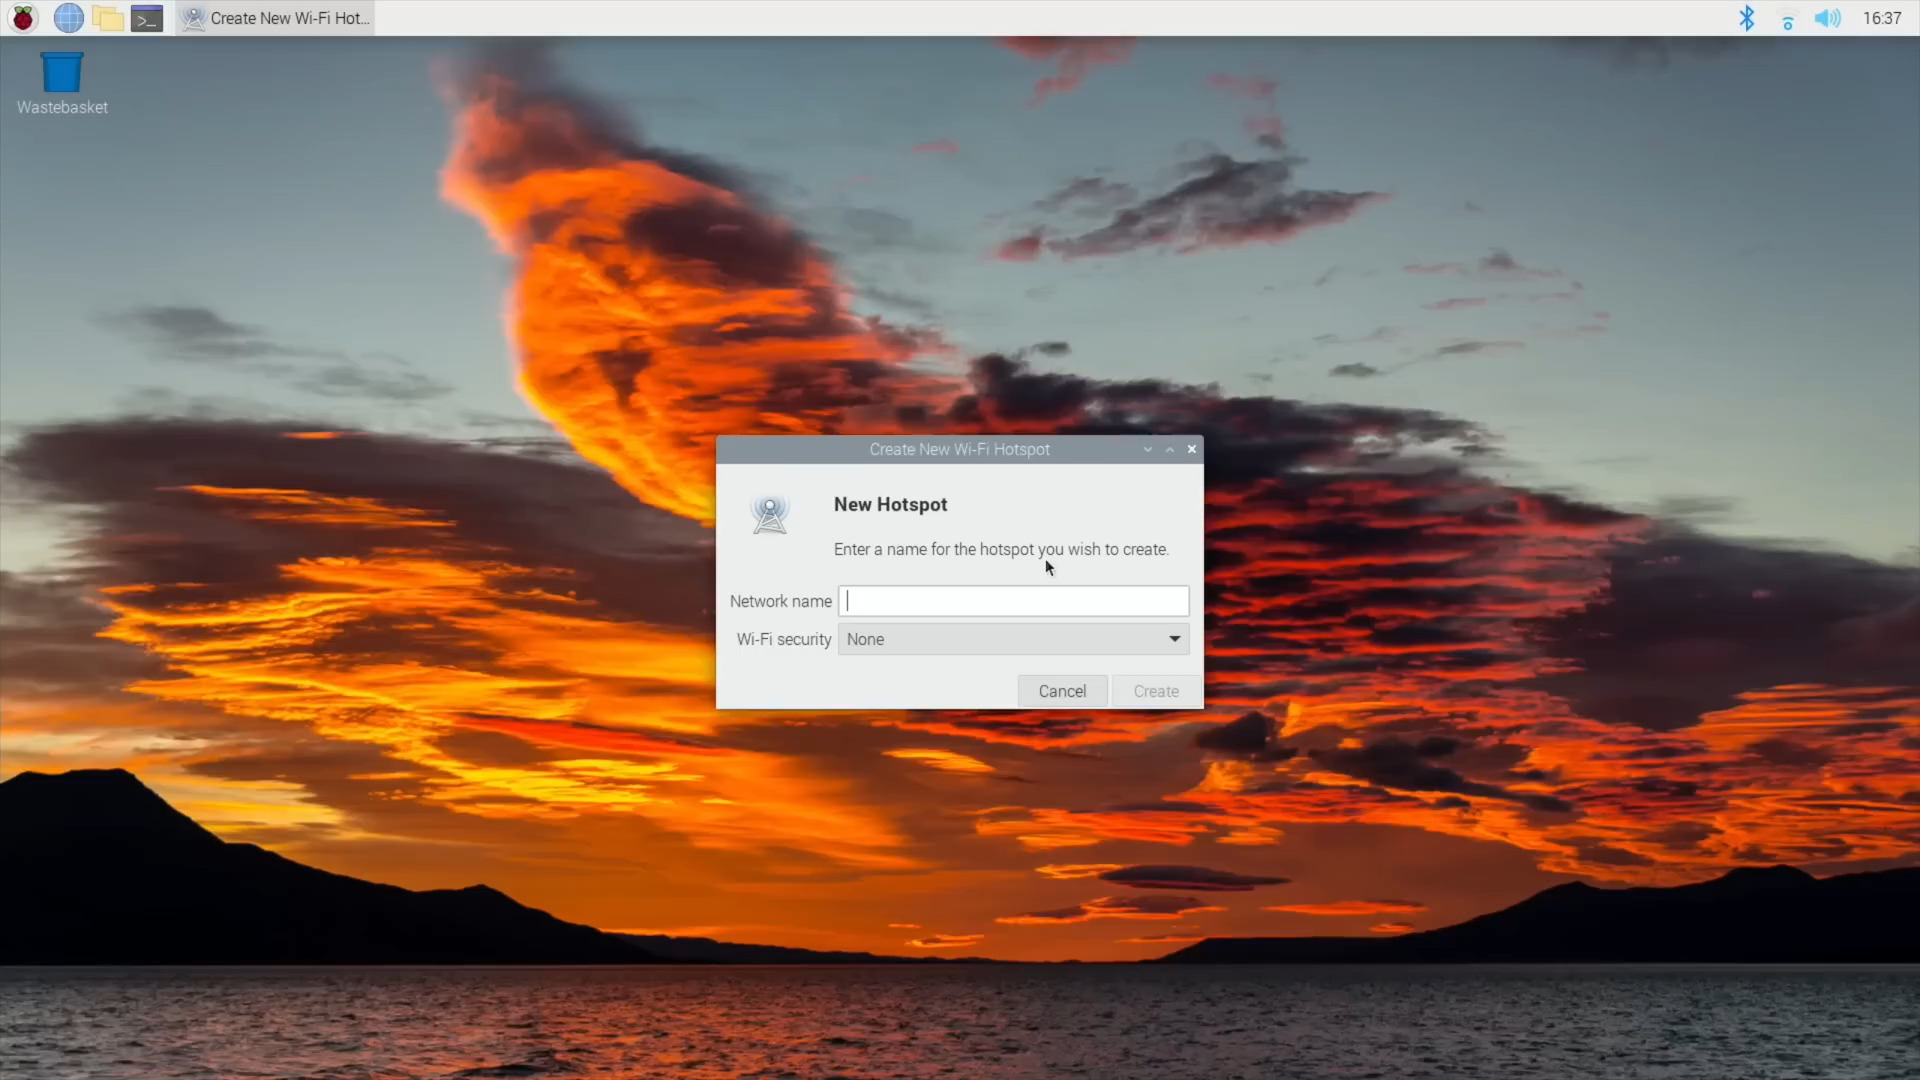 Create New Wi-Fi Hot...
16:37
Wastebasket
Create New Wi-Fi Hotspot
New Hotspot
Enter a name for the hotspot you wish to create.
Network name
Wi-Fi security None
Cancel Create